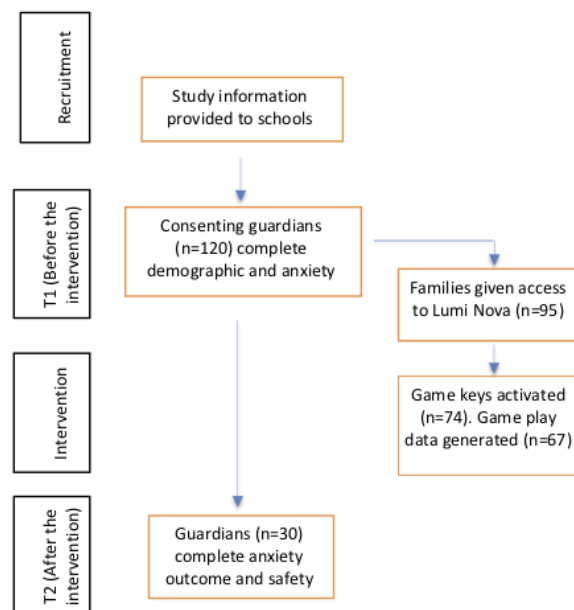 Recruitment
Study information
provided to schools
T1 (Before the
intervention)
Consenting guardians
(n=120) complete
demographic and anxiety
Families given access
to Lumi Nova (n=95)
Intervention
Game keys activated
(n=74). Game play
data generated (n=67)
T2 (After the
intervention)
Guardians (n=30)
complete anxiety
outcome and safety